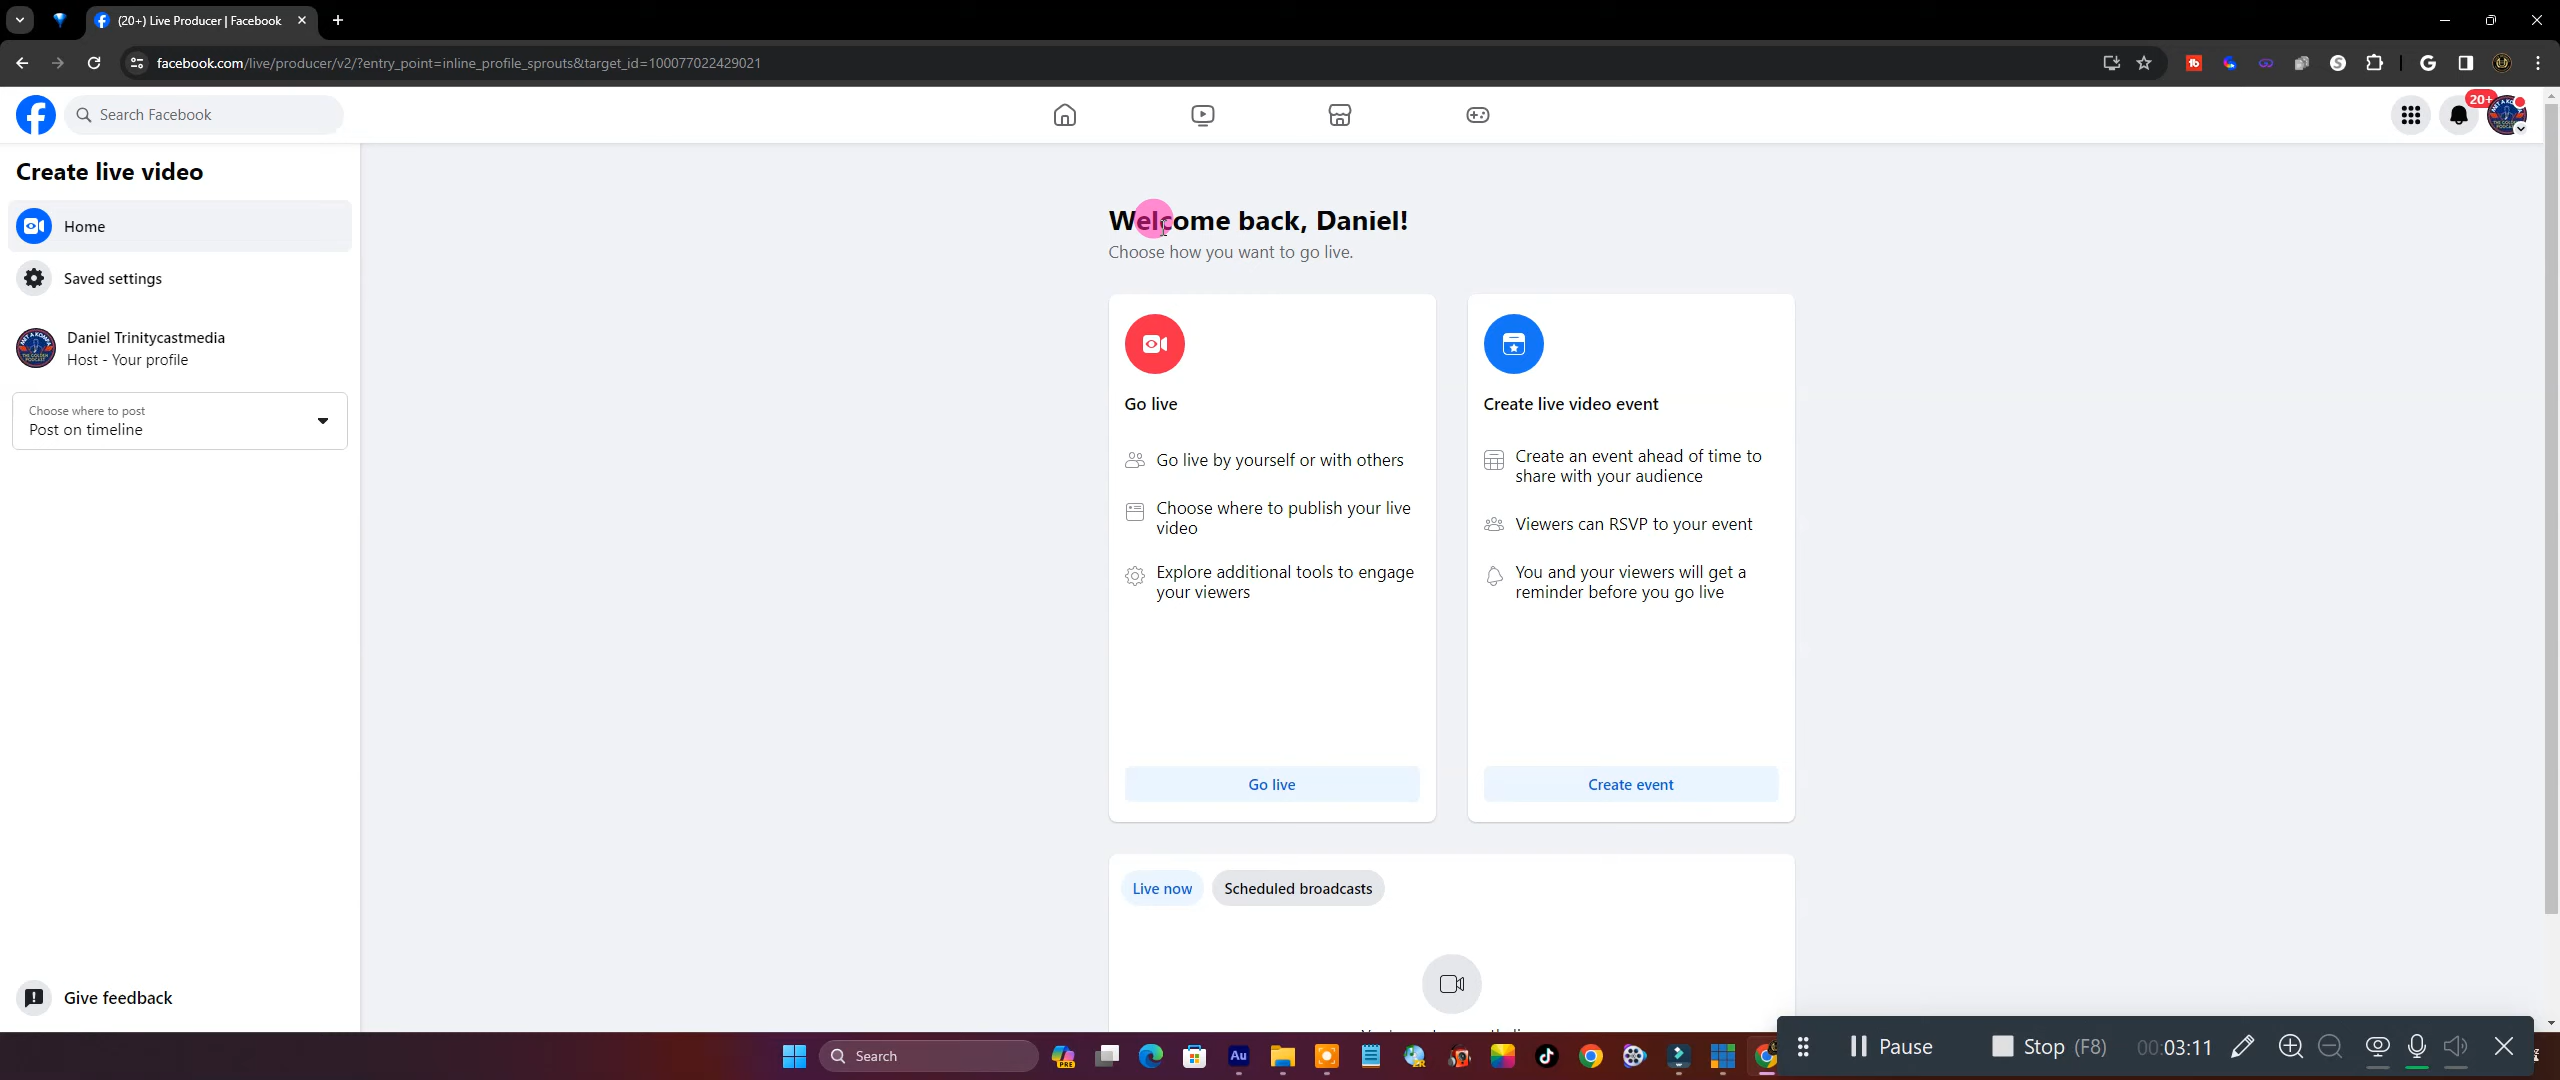 (20+) Live Producer | Facebook
facebook.com/live/producer/v2/?entry_point=inline_profile_sprouts&target_id=100077022429021
Search Facebook
20+
Create live video
Home
Saved settings
Daniel Trinitycastmedia
Host - Your profile
Choose where to post
Post on timeline
Give feedback
Welcome back, Daniel!
Choose how you want to go live.
Go live
Go live by yourself or with others
Choose where to publish your live
video
Explore additional tools to engage
your viewers
Go live
Create live video event
Create an event ahead of time to
share with your audience
Viewers can RSVP to your event
You and your viewers will get a
reminder before you go live
Create event
Live now
Scheduled broadcasts
Search
PRE
Au
Pause
Stop (F8)
00:03:11